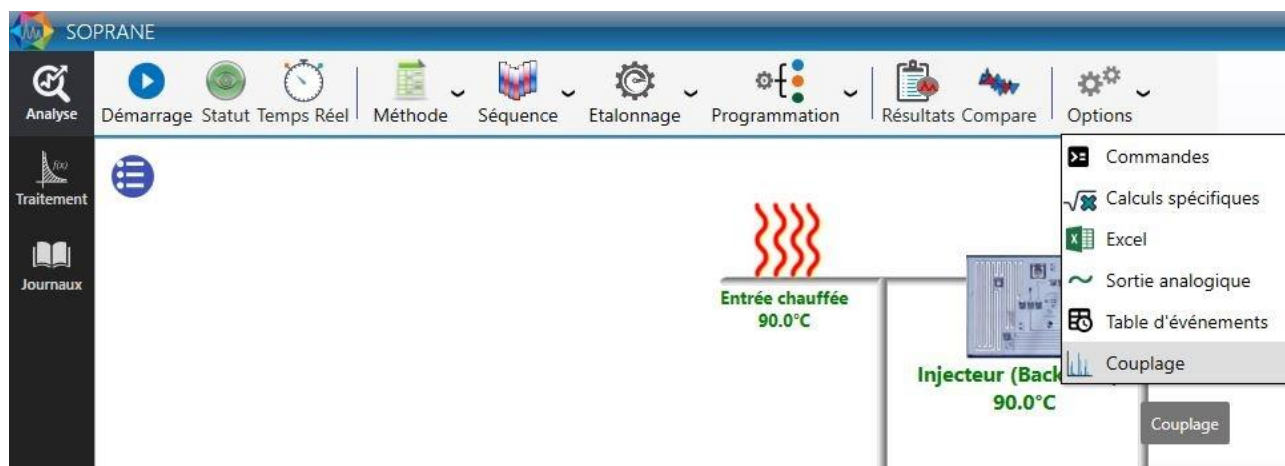 SOPRANE
Analyse
Démarrage Statut Temps Réel Méthode Séquence Etalonnage Programmation Résultats Compare Options
Traitement
Journaux
Commandes
Calculs spécifiques
Excel
Sortie analogique
Table d'événements
Couplage
Entrée chauffée
90.0°C
Injecteur (Back
90.0°C
Couplage